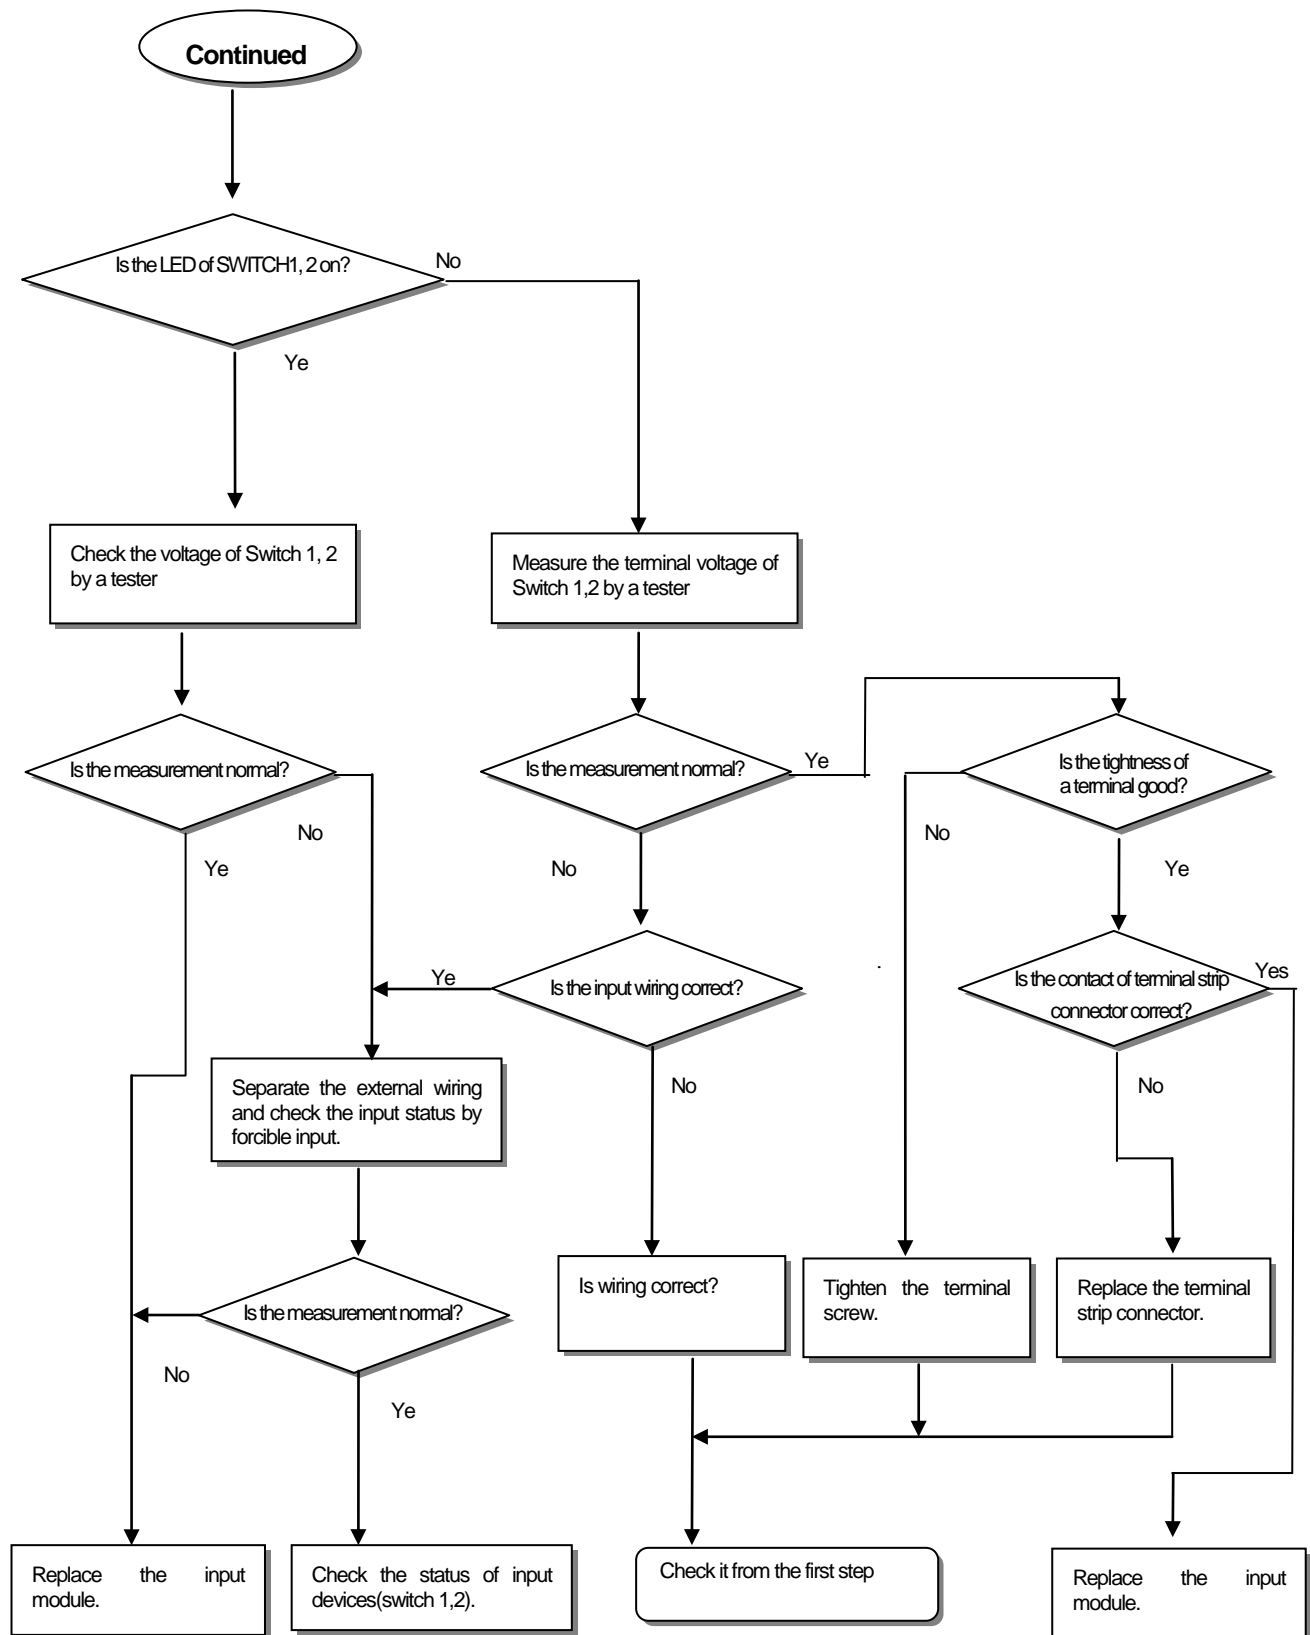 Continued
Is the LED of SWITCH1, 2 on?
No
Ye
Check the voltage of Switch 1, 2
by a tester
Measure the terminal voltage of
Switch 1,2 by a tester
Is the measurement normal?
No
Ye
Is the measurement normal?
Ye
No
Is the tightness of
a terminal good?
No
Ye
Is the input wiring correct?
Ye
No
Is the contact of terminal strip
connector correct?
Yes
No
Separate the external wiring
and check the input status by
forcible input.
Is the measurement normal?
No
Ye
Is wiring correct?
Tighten the terminal
screw.
Replace the terminal
strip connector.
Replace the input
module.
Check the status of input
devices(switch 1,2).
Check it from the first step
Replace the input
module.